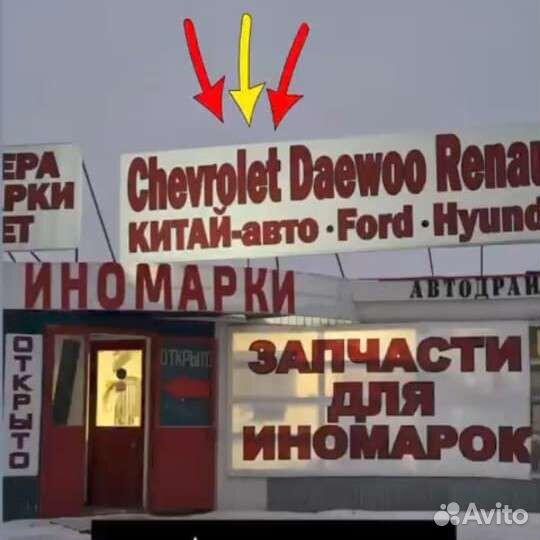 ЕРА
РКИ
ЕТ
Chevrolet Daewoo Renau
КИТАЙ-авто · Ford · Hyund
ИНОМАРКИ
АВТОДРАЙ
ОТКРЫТО
ОТКРЫТО
ЗАПЧАСТИ
ДЛЯ
ИНОМАРОК
Avito